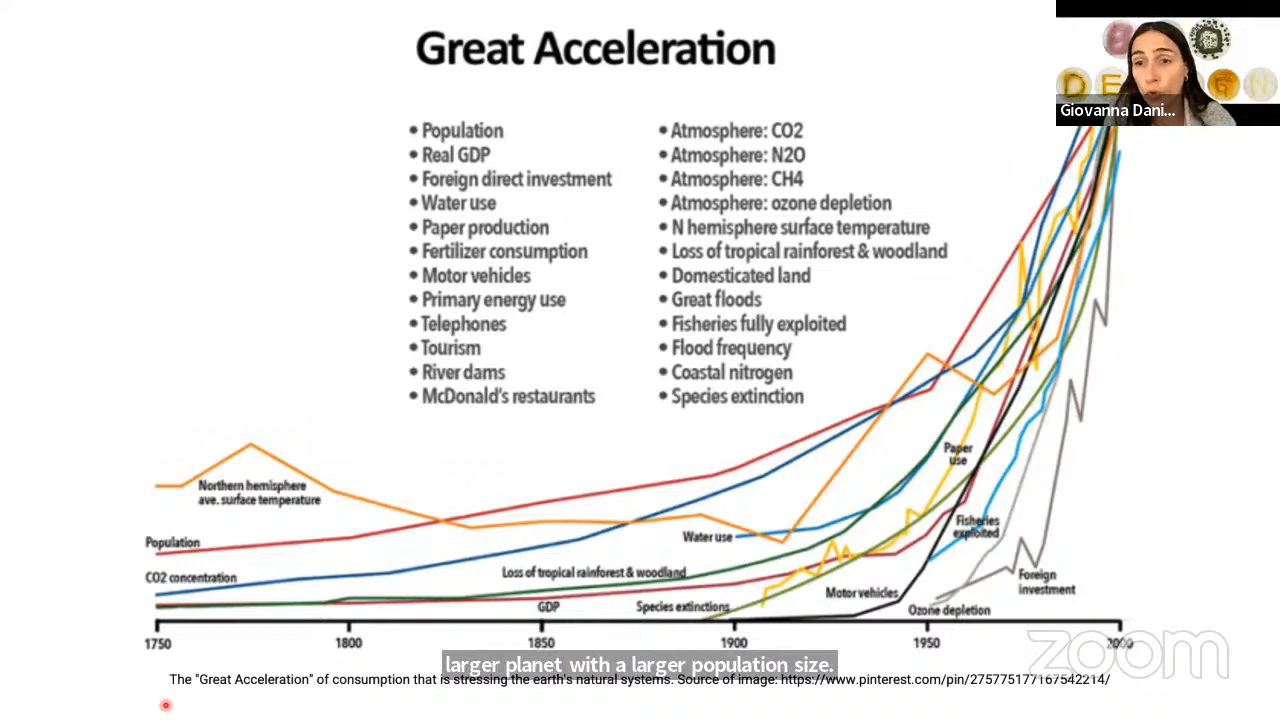 Great Acceleration
D E G N
Giovanna Dani...
• Population
• Real GDP
• Foreign direct investment
• Water use
• Paper production
• Fertilizer consumption
• Motor vehicles
• Primary energy use
• Telephones
• Tourism
• River dams
• McDonald's restaurants
• Atmosphere: CO2
• Atmosphere: N2O
• Atmosphere: CH4
• Atmosphere: ozone depletion
• N hemisphere surface temperature
• Loss of tropical rainforest & woodland
• Domesticated land
• Great floods
• Fisheries fully exploited
• Flood frequency
• Coastal nitrogen
• Species extinction
Northern hemisphere
ave. surface temperature
Population
CO2 concentration
Loss of tropical rainforest & woodland
GDP
Water use
Species extinctions
Paper
use
Fisheries
exploited
Motor vehicles
Ozone depletion
Foreign
investment
1750 1800 1850 1900 1950 2000
zoom
larger planet with a larger population size.
The "Great Acceleration" of consumption that is stressing the earth's natural systems. Source of image: https://www.pinterest.com/pin/275775177167542214/